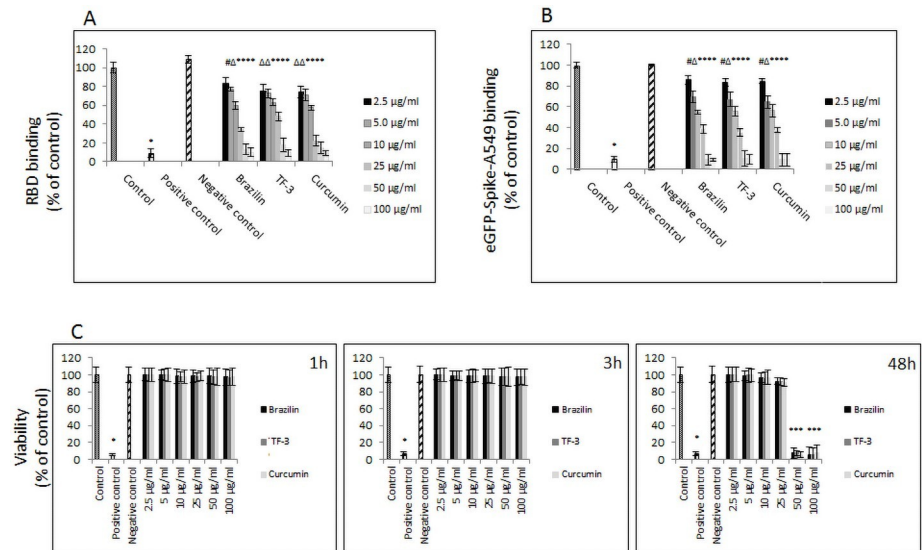 A
RBD binding
(% of control)
120
100
80
60
40
20
0
*
#Δ****
ΔΔ****
ΔΔ****
Control
Positive control
Negative control
Brazilin
TF-3
Curcumin
2.5 µg/ml
5.0 µg/ml
10 µg/ml
25 µg/ml
50 µg/ml
100 µg/ml
B
eGFP-Spike-A549 binding
(% of control)
120
100
80
60
40
20
0
*
#Δ****
#Δ****
#Δ****
Control
Positive control
Negative control
Brazilin
TF-3
Curcumin
2.5 µg/ml
5.0 µg/ml
10 µg/ml
25 µg/ml
50 µg/ml
100 µg/ml
C
Viability
(% of control)
1h
120
100
80
60
40
20
0
*
Control
Positive control
Negative control
2.5 µg/ml
5 µg/ml
10 µg/ml
25 µg/ml
50 µg/ml
100 µg/ml
Brazilin
TF-3
Curcumin
3h
120
100
80
60
40
20
0
*
Control
Positive control
Negative control
2.5 µg/ml
5 µg/ml
10 µg/ml
25 µg/ml
50 µg/ml
100 µg/ml
Brazilin
TF-3
Curcumin
48h
120
100
80
60
40
20
0
*
*** ***
Control
Positive control
Negative control
2.5 µg/ml
5 µg/ml
10 µg/ml
25 µg/ml
50 µg/ml
100 µg/ml
Brazilin
TF-3
Curcumin